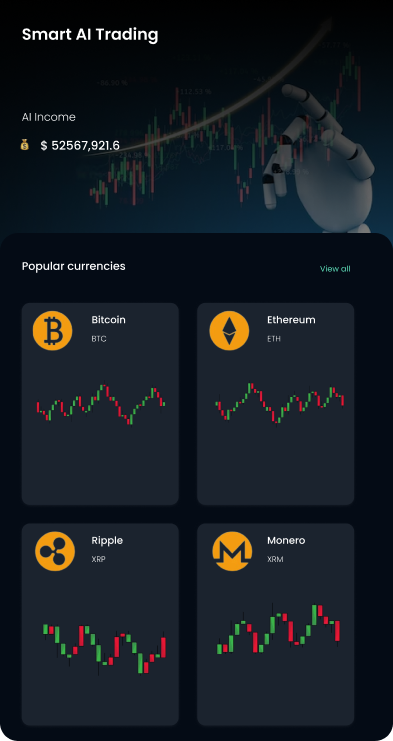 Smart AI Trading
AI Income
$ 52567,921.6
Popular currencies
View all
Bitcoin
BTC
Ethereum
ETH
Ripple
XRP
Monero
XRM